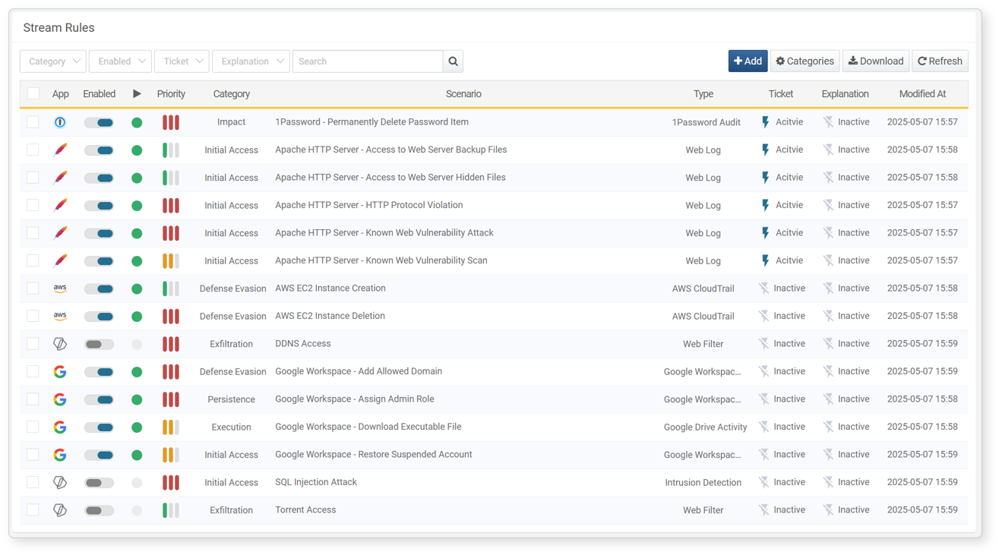 Stream Rules
Category Enabled Ticket Explanation Search Add Categories Download Refresh
App Enabled Priority Category Scenario Type Ticket Explanation Modified At
Impact 1Password - Permanently Delete Password Item 1Password Audit Acitvie Inactive 2025-05-07 15:57
Initial Access Apache HTTP Server - Access to Web Server Backup Files Web Log Acitvie Inactive 2025-05-07 15:58
Initial Access Apache HTTP Server - Access to Web Server Hidden Files Web Log Acitvie Inactive 2025-05-07 15:58
Initial Access Apache HTTP Server - HTTP Protocol Violation Web Log Acitvie Inactive 2025-05-07 15:57
Initial Access Apache HTTP Server - Known Web Vulnerability Attack Web Log Acitvie Inactive 2025-05-07 15:57
Initial Access Apache HTTP Server - Known Web Vulnerability Scan Web Log Acitvie Inactive 2025-05-07 15:57
aws Defense Evasion AWS EC2 Instance Creation AWS CloudTrail Inactive Inactive 2025-05-07 15:58
aws Defense Evasion AWS EC2 Instance Deletion AWS CloudTrail Inactive Inactive 2025-05-07 15:58
Exfiltration DDNS Access Web Filter Inactive Inactive 2025-05-07 15:59
Defense Evasion Google Workspace - Add Allowed Domain Google Workspac... Inactive Inactive 2025-05-07 15:59
Persistence Google Workspace - Assign Admin Role Google Workspac... Inactive Inactive 2025-05-07 15:58
Execution Google Workspace - Download Executable File Google Drive Activity Inactive Inactive 2025-05-07 15:58
Initial Access Google Workspace - Restore Suspended Account Google Workspac... Inactive Inactive 2025-05-07 15:59
Initial Access SQL Injection Attack Intrusion Detection Inactive Inactive 2025-05-07 15:59
Exfiltration Torrent Access Web Filter Inactive Inactive 2025-05-07 15:59